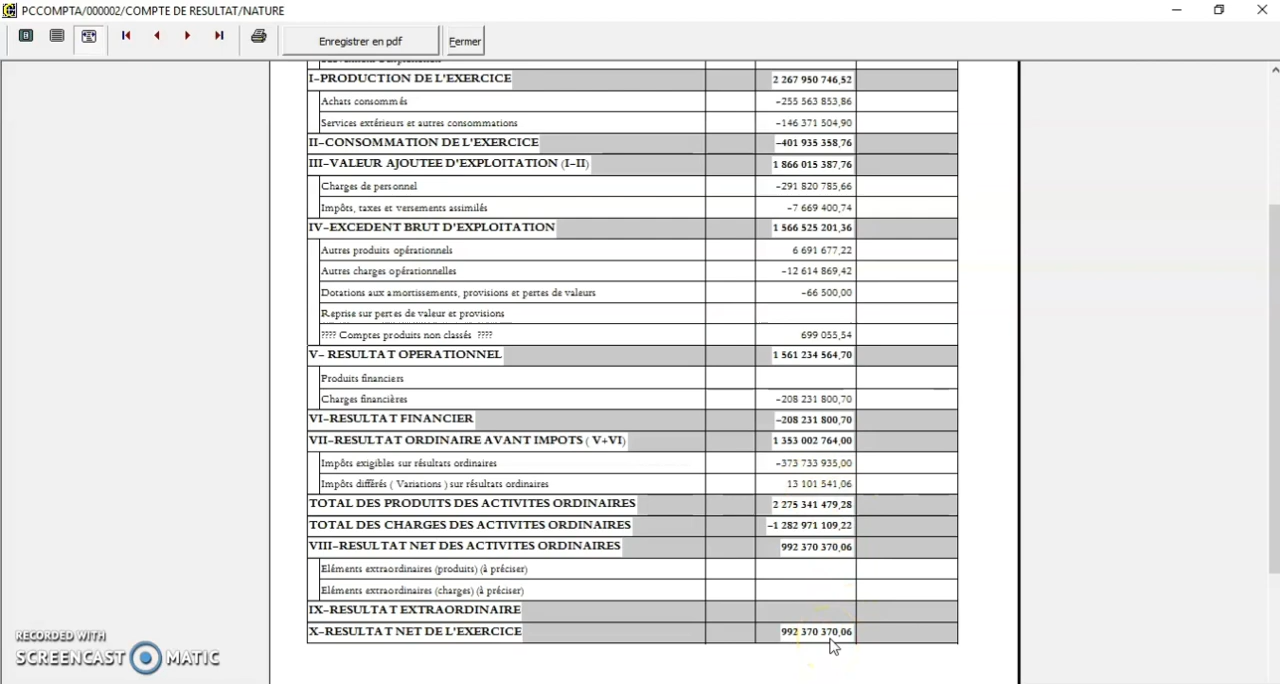 PCCOMPTA/000002/COMPTE DE RESULTAT/NATURE
Enregistrer en pdf Fermer
I-PRODUCTION DE L'EXERCICE 2 267 950 746,52
Achats consommés -255 563 853,86
Services extérieurs et autres consommations -146 371 504,90
II-CONSOMMATION DE L'EXERCICE -401 935 358,76
III-VALEUR AJOUTEE D'EXPLOITATION (I-II) 1 866 015 387,76
Charges de personnel -291 820 785,66
Impôts, taxes et versements assimilés -7 669 400,74
IV-EXCEDENT BRUT D'EXPLOITATION 1 566 525 201,36
Autres produits opérationnels 6 691 677,22
Autres charges opérationnelles -12 614 869,42
Dotations aux amortissements, provisions et pertes de valeurs -66 500,00
Reprise sur pertes de valeur et provisions
???? Comptes produits non classés ???? 699 055,54
V- RESULTAT OPERATIONNEL 1 561 234 564,70
Produits financiers
Charges financières -208 231 800,70
VI-RESULTAT FINANCIER -208 231 800,70
VII-RESULTAT ORDINAIRE AVANT IMPOTS ( V+VI) 1 353 002 764,00
Impôts exigibles sur résultats ordinaires -373 733 935,00
Impôts différés ( Variations ) sur résultats ordinaires 13 101 541,06
TOTAL DES PRODUITS DES ACTIVITES ORDINAIRES 2 275 341 479,28
TOTAL DES CHARGES DES ACTIVITES ORDINAIRES -1 282 971 109,22
VIII-RESULTAT NET DES ACTIVITES ORDINAIRES 992 370 370,06
Eléments extraordinaires (produits) (à préciser)
Eléments extraordinaires (charges) (à préciser)
IX-RESULTAT EXTRAORDINAIRE
X-RESULTAT NET DE L'EXERCICE 992 370 370,06
RECORDED WITH
SCREENCAST MATIC